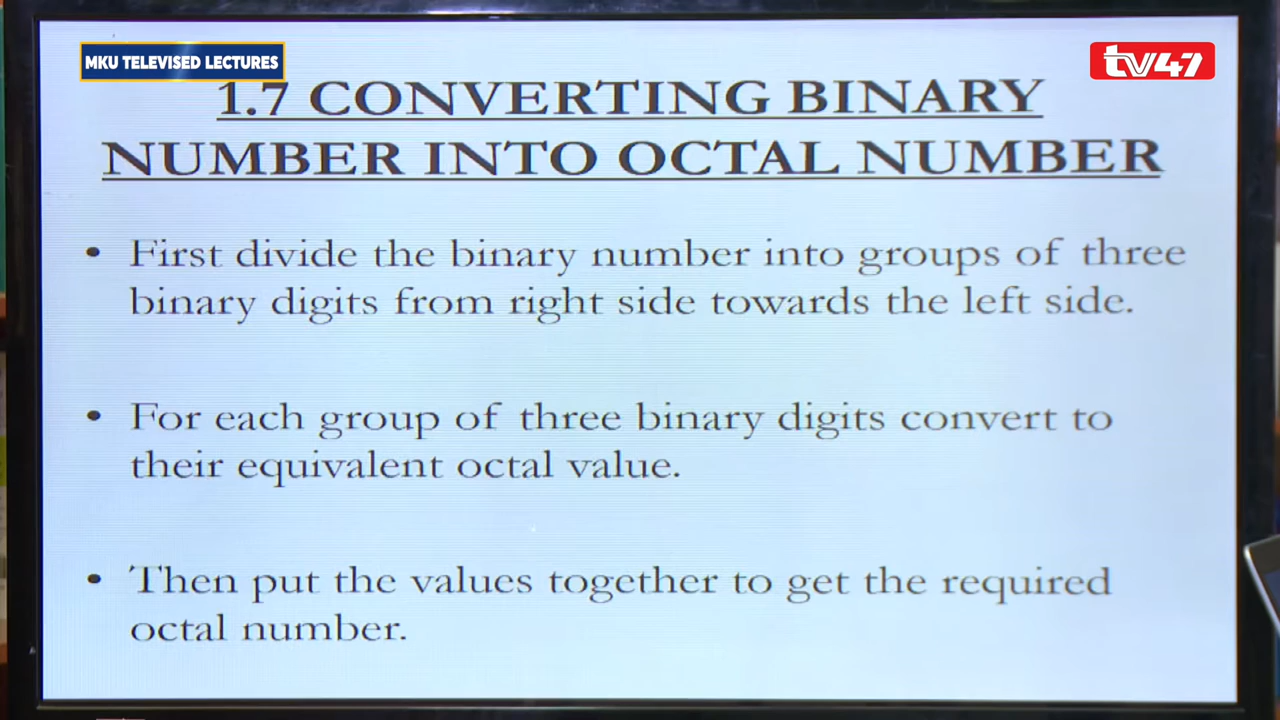 MKU TELEVISED LECTURES
tv47
1.7 CONVERTING BINARY
NUMBER INTO OCTAL NUMBER
• First divide the binary number into groups of three
binary digits from right side towards the left side.
• For each group of three binary digits convert to
their equivalent octal value.
• Then put the values together to get the required
octal number.